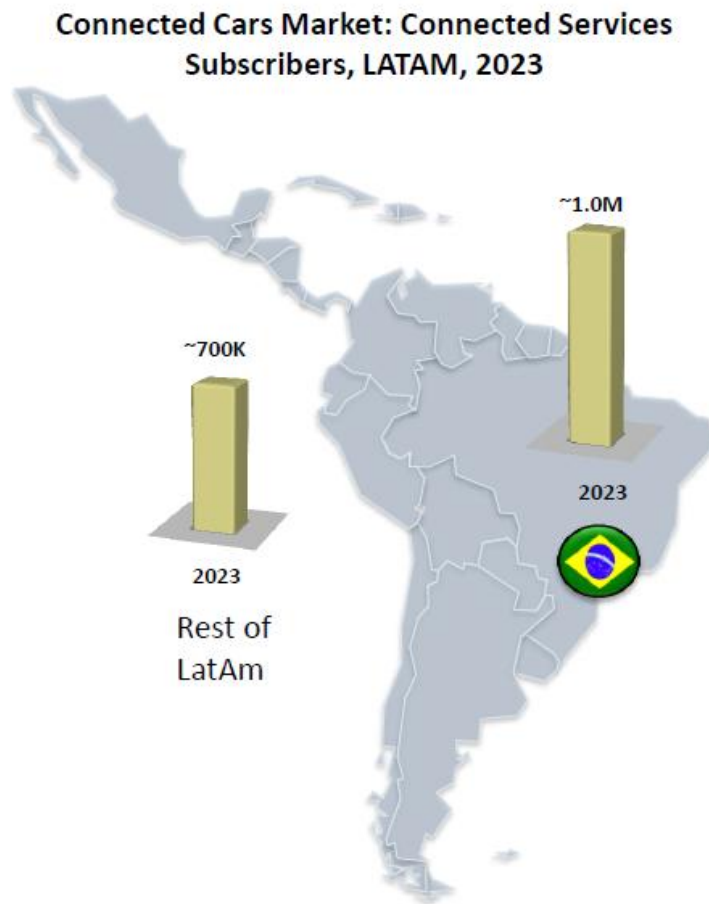 Connected Cars Market: Connected Services
Subscribers, LATAM, 2023
~1.0M
~700K
2023
2023
Rest of
LatAm